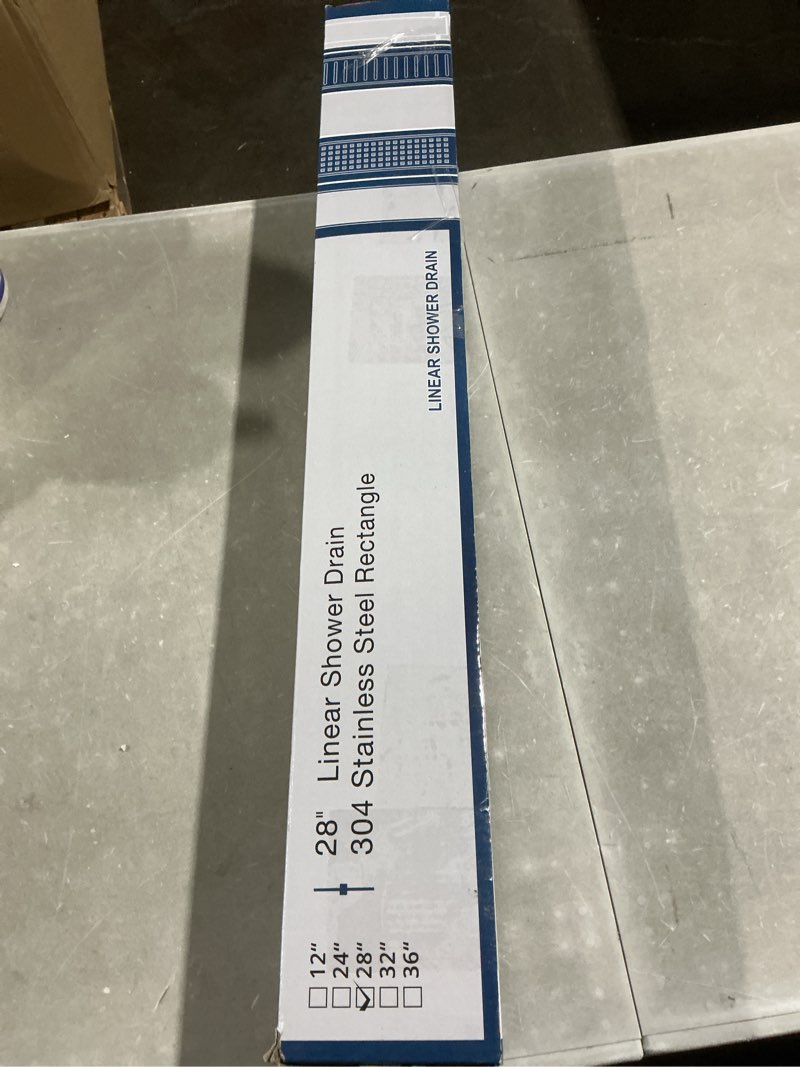 12“
24“
28“
32“
36“
28" Linear Shower Drain
304 Stainless Steel Rectangle
LINEAR SHOWER DRAIN